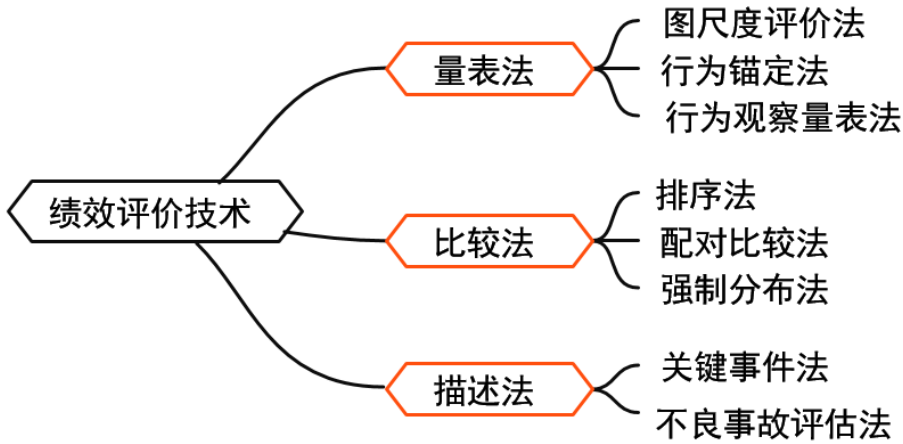 绩效评价技术
量表法
图尺度评价法
行为锚定法
行为观察量表法
比较法
排序法
配对比较法
强制分布法
描述法
关键事件法
不良事故评估法